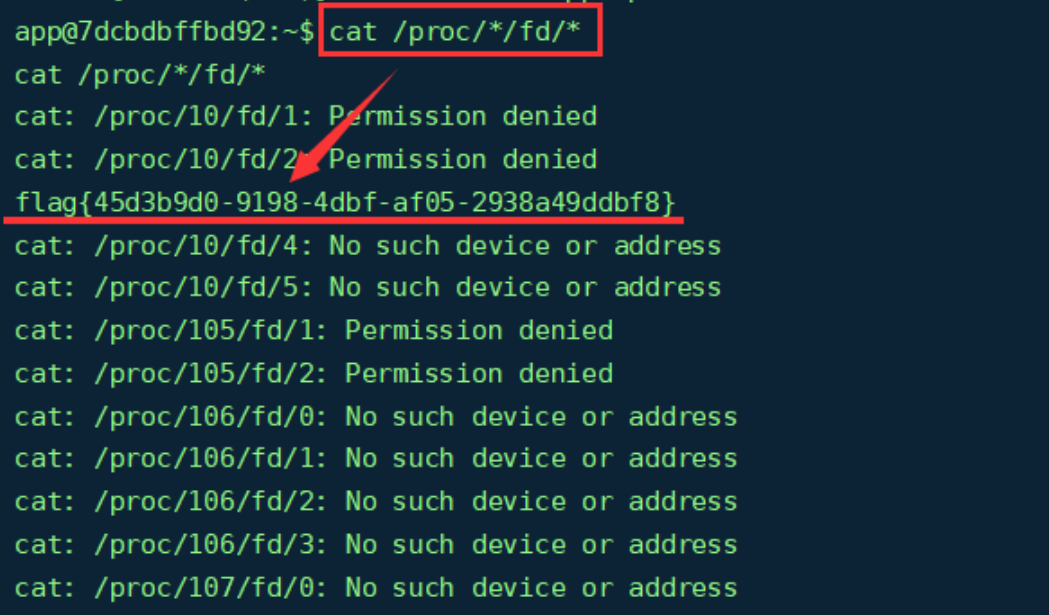 app@7dcbdbffbd92:~$ cat /proc/*/fd/*
cat /proc/*/fd/*
cat: /proc/10/fd/1: Permission denied
cat: /proc/10/fd/2: Permission denied
flag{45d3b9d0-9198-4dbf-af05-2938a49ddbf8}
cat: /proc/10/fd/4: No such device or address
cat: /proc/10/fd/5: No such device or address
cat: /proc/105/fd/1: Permission denied
cat: /proc/105/fd/2: Permission denied
cat: /proc/106/fd/0: No such device or address
cat: /proc/106/fd/1: No such device or address
cat: /proc/106/fd/2: No such device or address
cat: /proc/106/fd/3: No such device or address
cat: /proc/107/fd/0: No such device or address